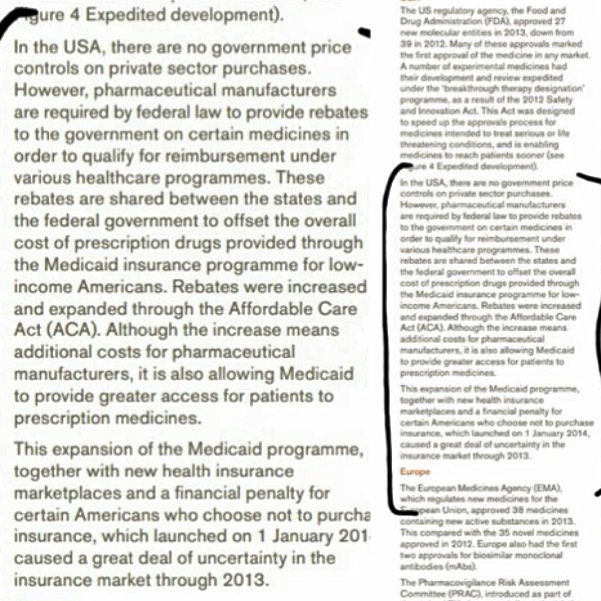 gure 4 Expedited development).
In the USA, there are no government price
controls on private sector purchases.
However, pharmaceutical manufacturers
are required by federal law to provide rebates
to the government on certain medicines in
order to qualify for reimbursement under
various healthcare programmes. These
rebates are shared between the states and
the federal government to offset the overall
cost of prescription drugs provided through
the Medicaid insurance programme for low-
income Americans. Rebates were increased
and expanded through the Affordable Care
Act (ACA). Although the increase means
additional costs for pharmaceutical
manufacturers, it is also allowing Medicaid
to provide greater access for patients to
prescription medicines.
This expansion of the Medicaid programme,
together with new health insurance
marketplaces and a financial penalty for
certain Americans who choose not to purcha
insurance, which launched on 1 January 201
caused a great deal of uncertainty in the
insurance market through 2013.
The US regulatory agency, the Food and
Drug Administration (FDA), approved 27
new molecular entities in 2013, down from
39 in 2012. Many of these approvals marked
the first approval of the medicine in any market.
A number of experimental medicines had
their development and review expedited
under the 'breakthrough therapy designation'
programme, as a result of the 2012 Safety
and Innovation Act. This Act was designed
to speed up the approvals process for
medicines intended to treat serious or life
threatening conditions, and is enabling
medicines to reach patients sooner (see
gure 4 Expedited development).
In the USA, there are no government price
controls on private sector purchases.
However, pharmaceutical manufacturers
are required by federal law to provide rebates
to the government on certain medicines in
order to qualify for reimbursement under
various healthcare programmes. These
rebates are shared between the states and
the federal government to offset the overall
cost of prescription drugs provided through
the Medicaid insurance programme for low-
income Americans. Rebates were increased
and expanded through the Affordable Care
Act (ACA). Although the increase means
additional costs for pharmaceutical
manufacturers, it is also allowing Medicaid
to provide greater access for patients to
prescription medicines.
This expansion of the Medicaid programme,
together with new health insurance
marketplaces and a financial penalty for
certain Americans who choose not to purchase
insurance, which launched on 1 January 2014,
caused a great deal of uncertainty in the
insurance market through 2013.
Europe
The European Medicines Agency (EMA),
which regulates new medicines for the
European Union, approved 38 medicines
containing new active substances in 2013.
This compared with the 35 novel medicines
approved in 2012. Europe also had the first
two approvals for biosimilar monoclonal
antibodies (mAbs).
The Pharmacovigilance Risk Assessment
Committee (PRAC), introduced as part of